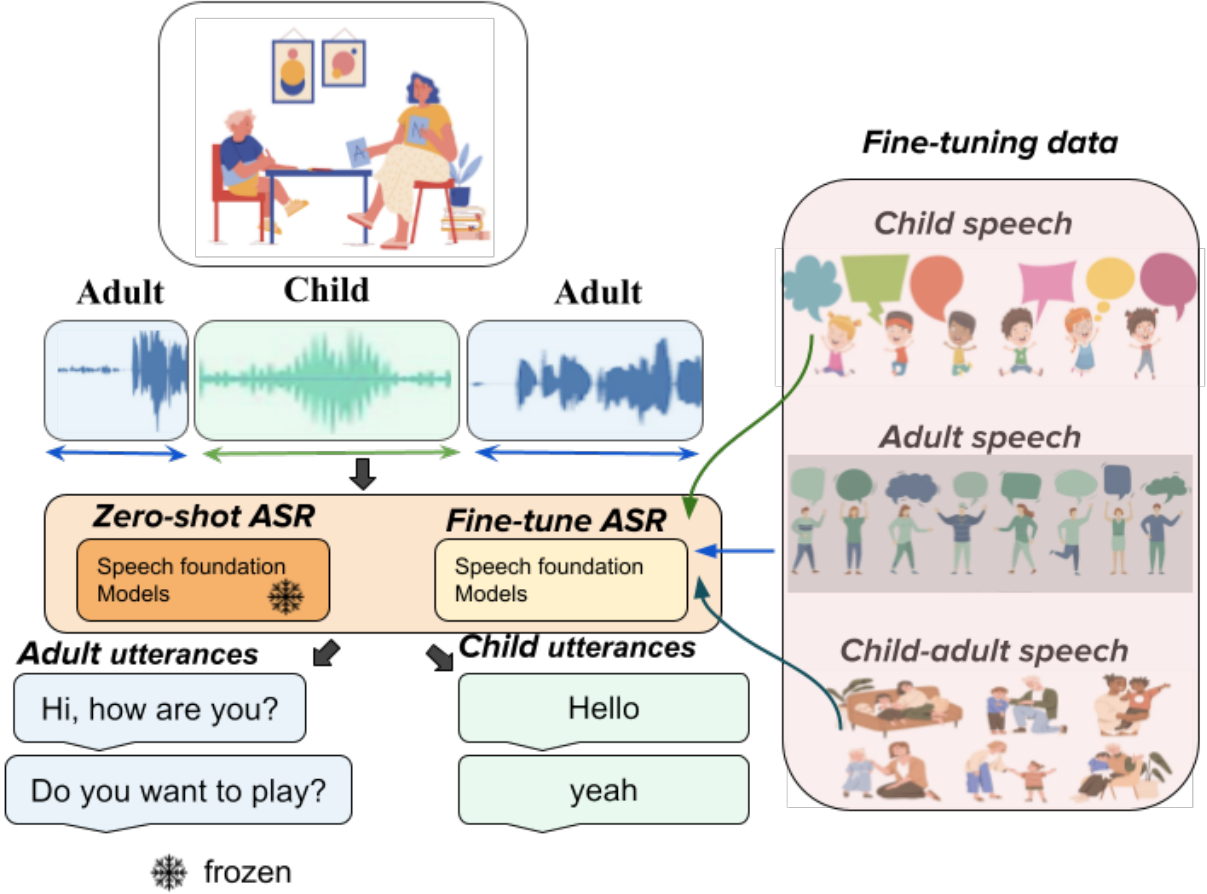 A
N
Adult
Child
Adult
Fine-tuning data
Child speech
Adult speech
Child-adult speech
Zero-shot ASR
Speech foundation
Models
Fine-tune ASR
Speech foundation
Models
Adult utterances
Hi, how are you?
Do you want to play?
Child utterances
Hello
yeah
frozen